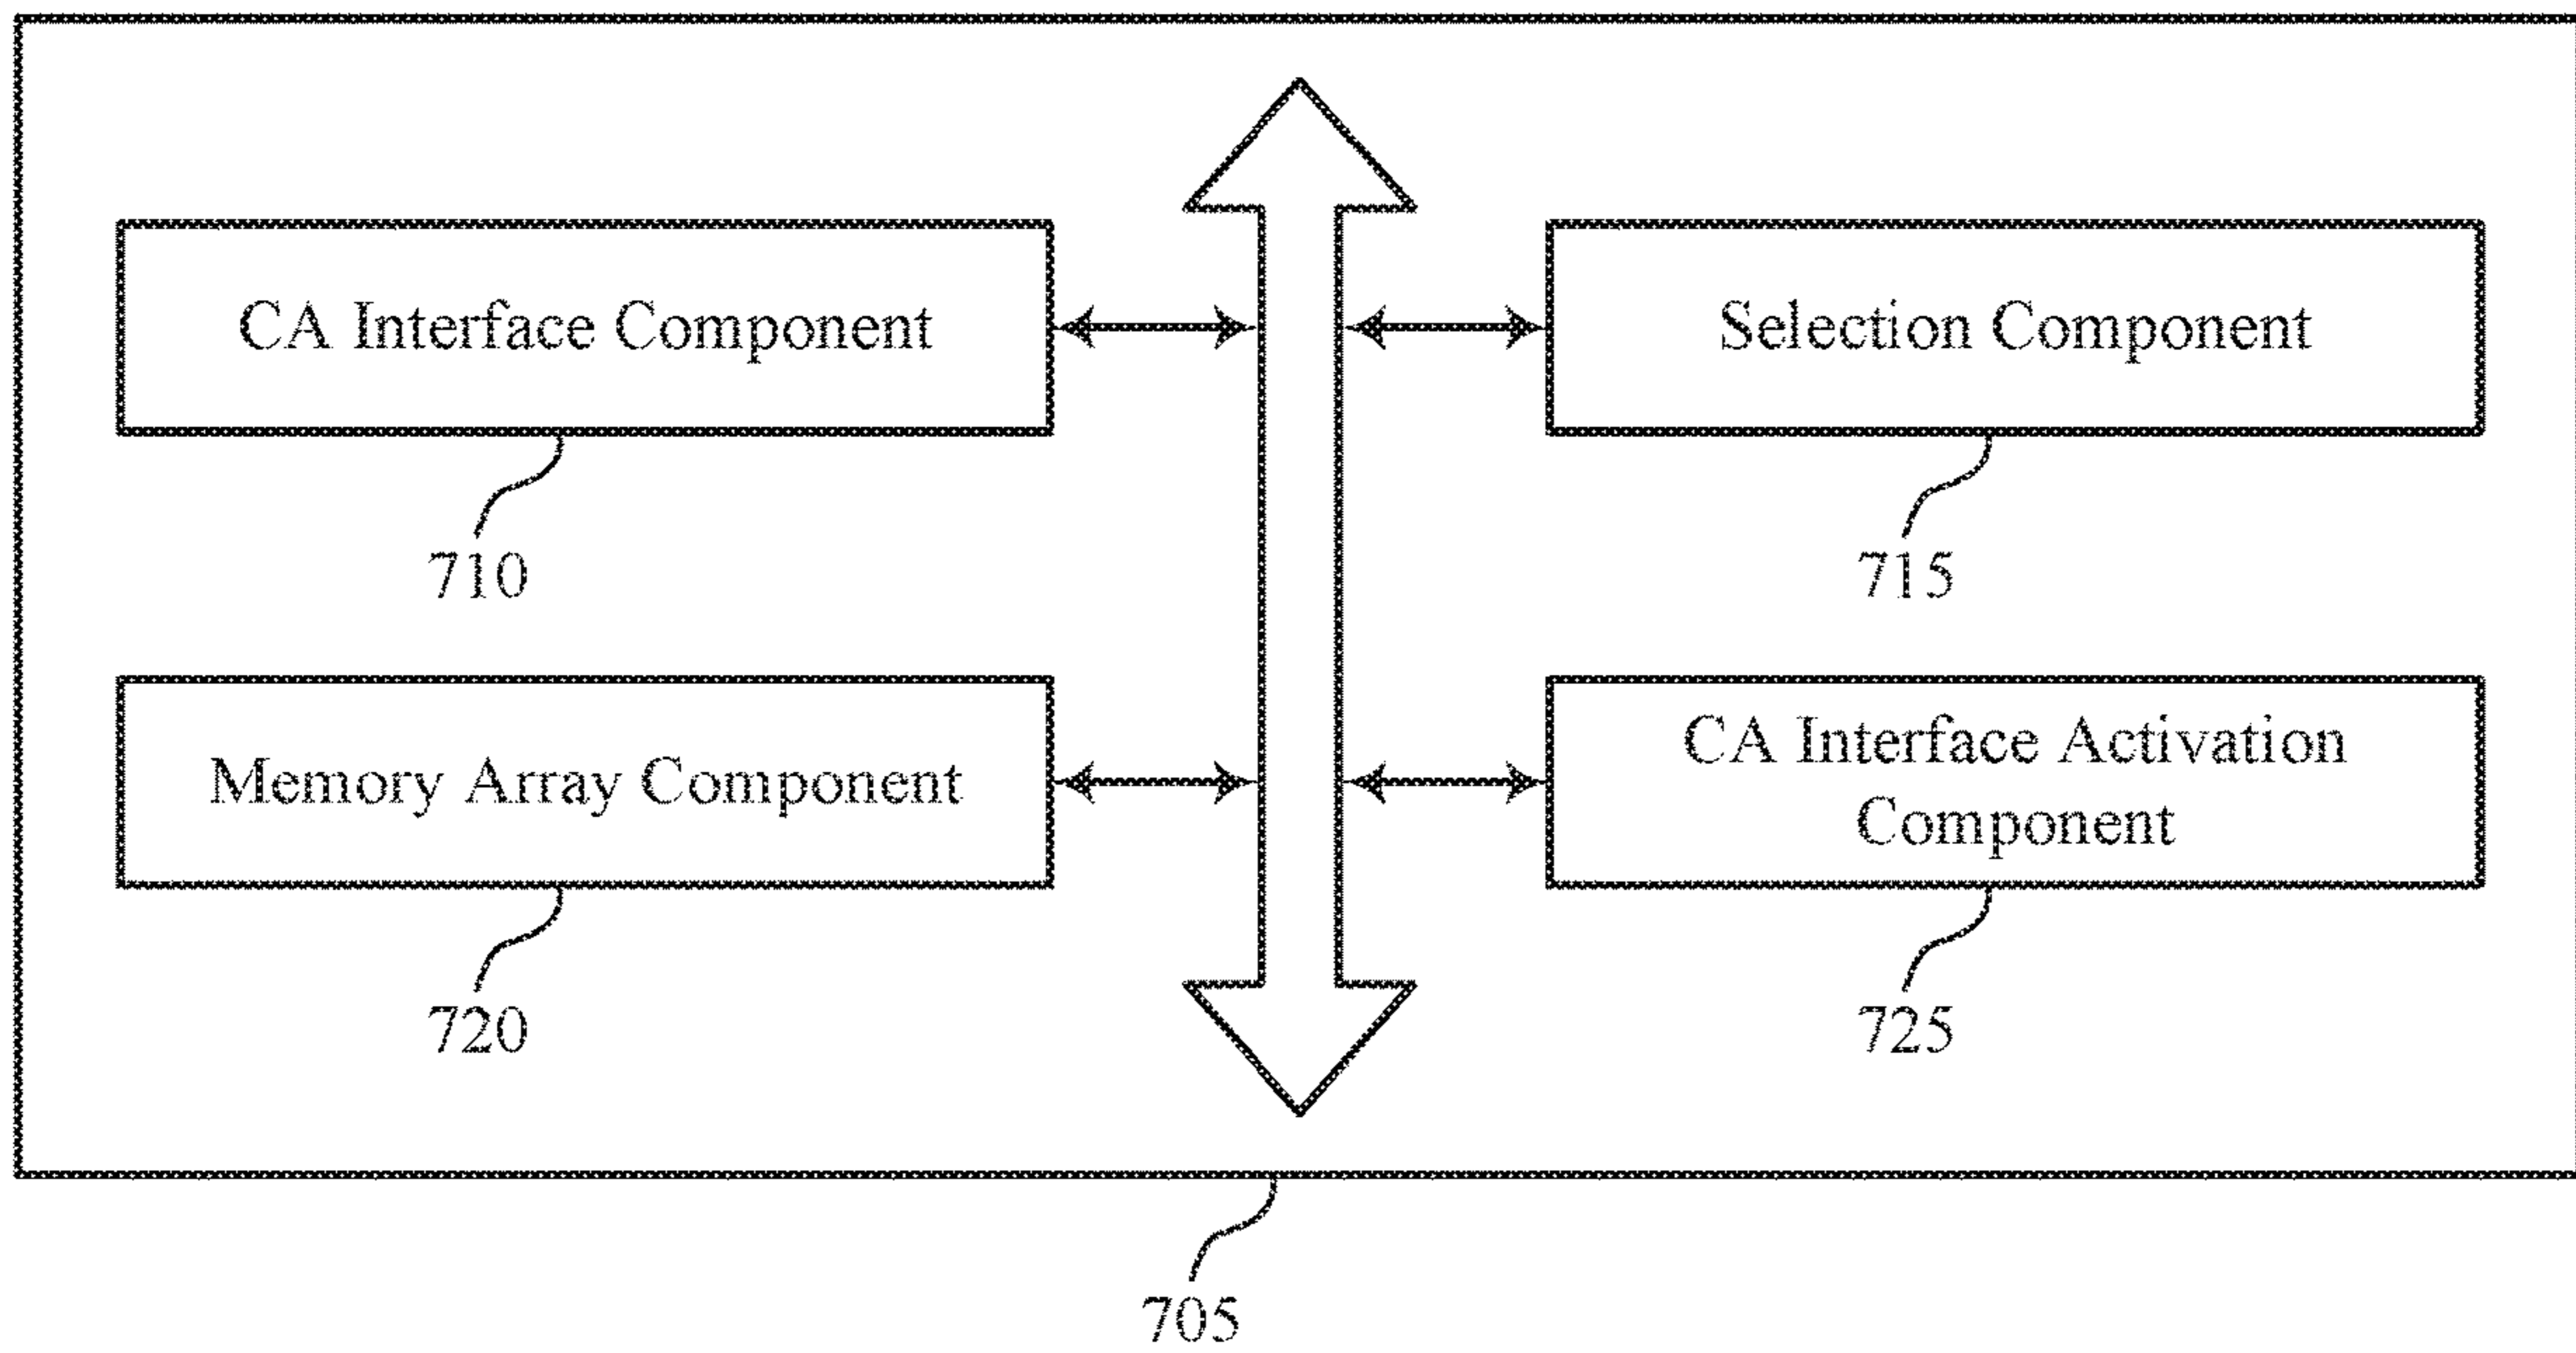 CA Interface Component
Selection Component
710
715
Memory Array Component
CA Interface Activation
Component
720
725
705